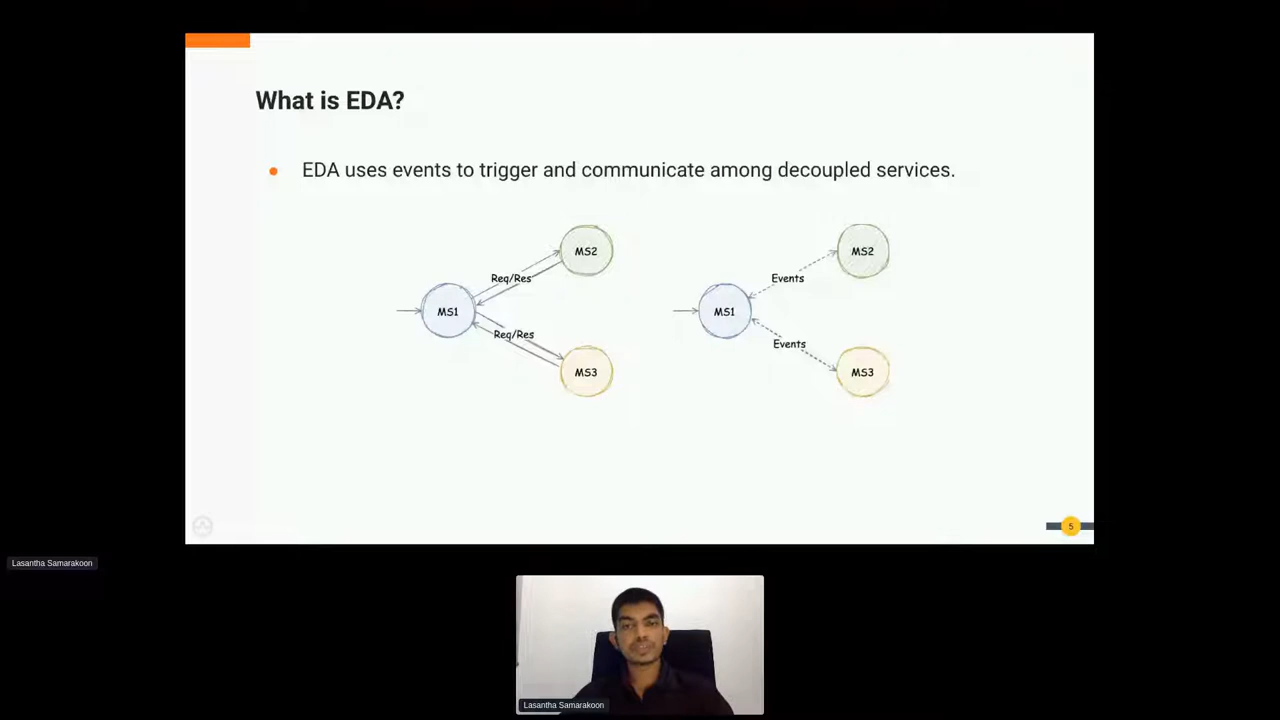 What is EDA?
EDA uses events to trigger and communicate among decoupled services.
MS2
Req/Res
MS1
Req/Res
MS3
MS2
Events
MS1
Events
MS3
5
Lasantha Samarakoon
Lasantha Samarakoon